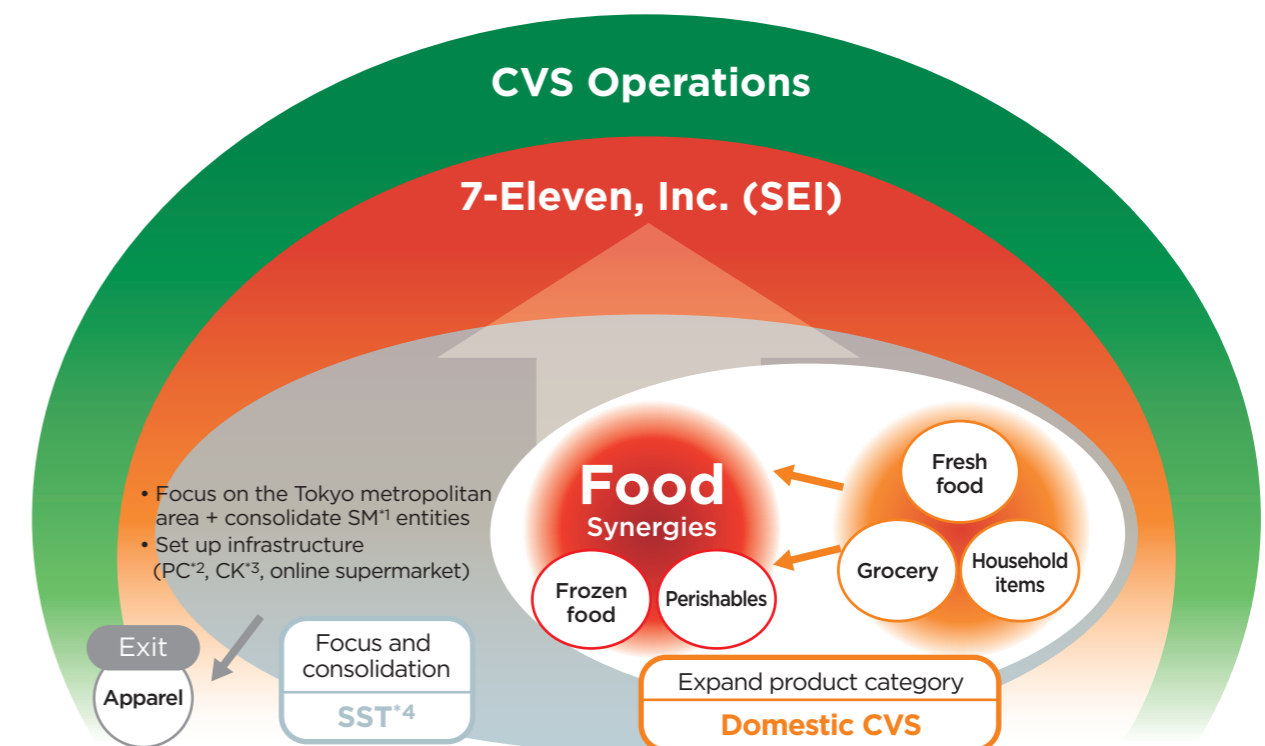 CVS Operations
7-Eleven, Inc. (SEI)
• Focus on the Tokyo metropolitan
area + consolidate SM*1 entities
• Set up infrastructure
(PC*2, CK*3, online supermarket)
Exit
Apparel
Focus and
consolidation
SST*4
Food
Synergies
Frozen
food
Perishables
Fresh
food
Grocery
Household
items
Expand product category
Domestic CVS